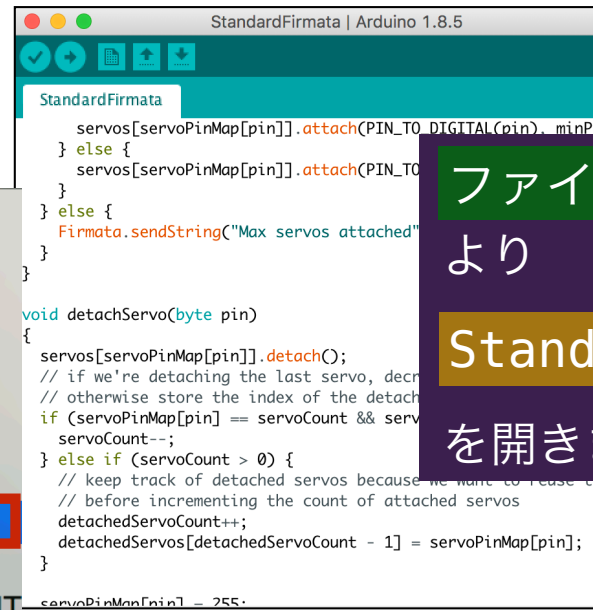 StandardFirmata | Arduino 1.8.5
StandardFirmata
servos[servoPinMap[pin]].attach(PIN_TO_DIGITAL(pin), minP
} else {
servos[servoPinMap[pin]].attach(PIN_TO
}
} else {
Firmata.sendString("Max servos attached"
}
}
void detachServo(byte pin)
{
servos[servoPinMap[pin]].detach();
// if we're detaching the last servo, decr
// otherwise store the index of the detach
if (servoPinMap[pin] == servoCount && serv
servoCount--;
} else if (servoCount > 0) {
// keep track of detached servos because we want to reuse t
// before incrementing the count of attached servos
detachedServoCount++;
detachedServos[detachedServoCount - 1] = servoPinMap[pin];
}
servoPinMap[pin] = 255;
ファイ
より
Stand
を開き